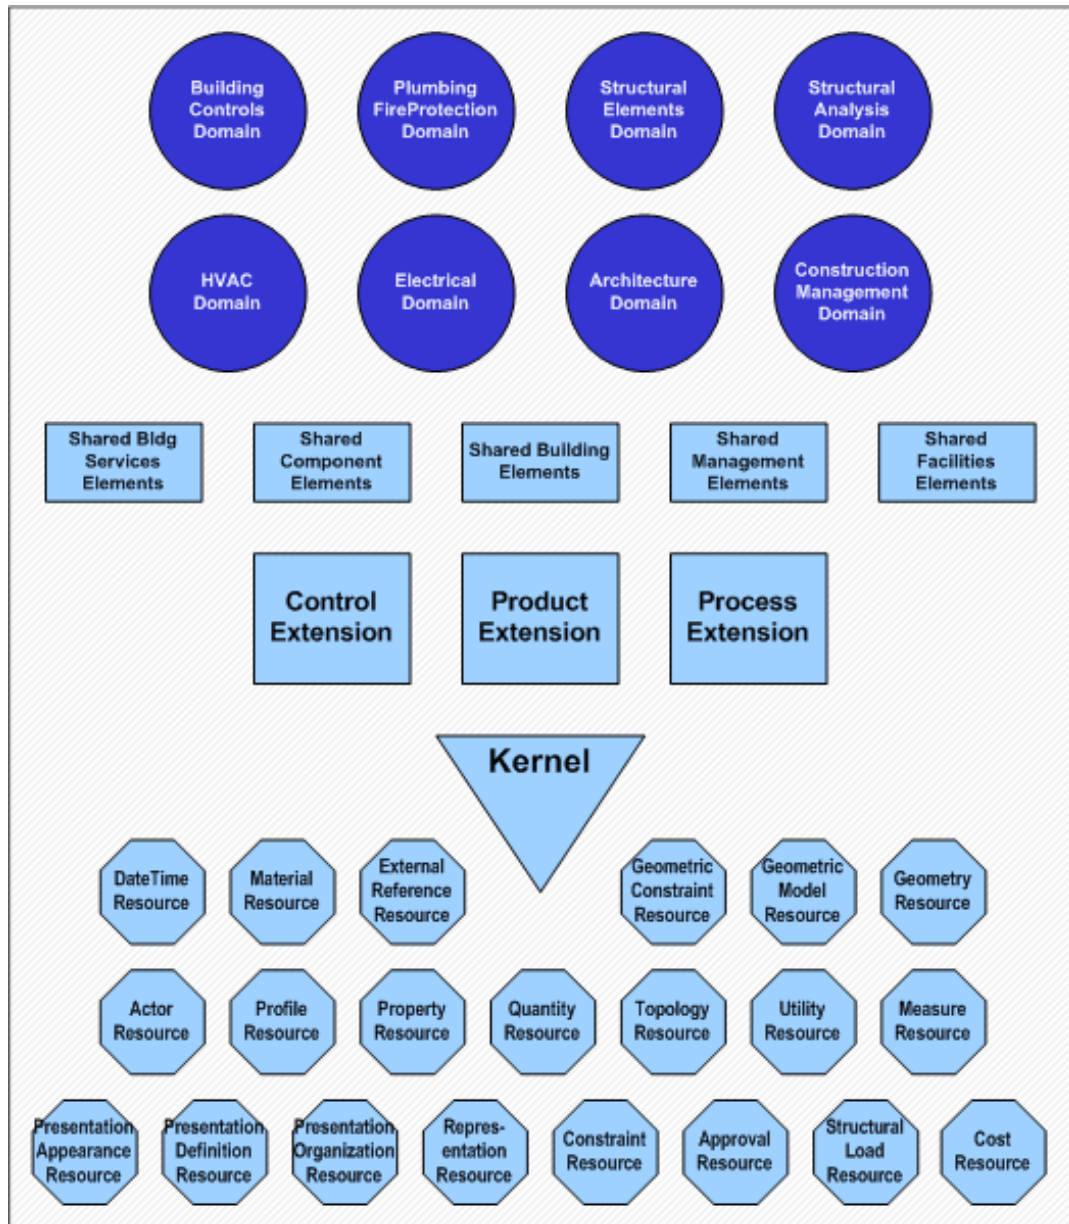 Building
Controls
Domain
Plumbing
FireProtection
Domain
Structural
Elements
Domain
Structural
Analysis
Domain
HVAC
Domain
Electrical
Domain
Architecture
Domain
Construction
Management
Domain
Shared Bldg
Services
Elements
Shared
Component
Elements
Shared Building
Elements
Shared
Management
Elements
Shared
Facilities
Elements
Control
Extension
Product
Extension
Process
Extension
Kernel
DateTime
Resource
Material
Resource
External
Reference
Resource
Geometric
Constraint
Resource
Geometric
Model
Resource
Geometry
Resource
Actor
Resource
Profile
Resource
Property
Resource
Quantity
Resource
Topology
Resource
Utility
Resource
Measure
Resource
Presentation
Appearance
Resource
Presentation
Definition
Resource
Presentation
Organization
Resource
Repres-
entation
Resource
Constraint
Resource
Approval
Resource
Structural
Load
Resource
Cost
Resource